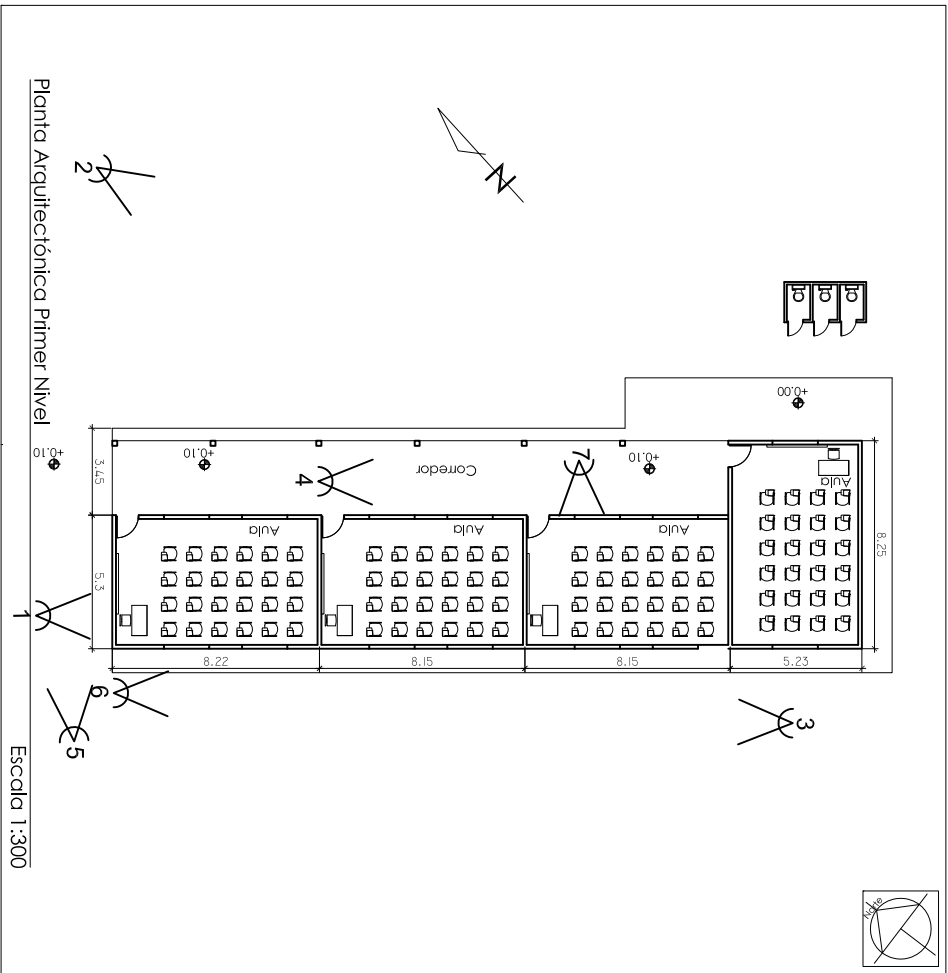 Planta Arquitectónica Primer Nivel
Escala 1:300
N
Norte
+0.00
+0.10
+0.10
+0.10
Corredor
Aula
Aula
Aula
Aula
3.45
5.3
8.25
8.22
8.15
8.15
5.23
1
2
3
4
5
6
7